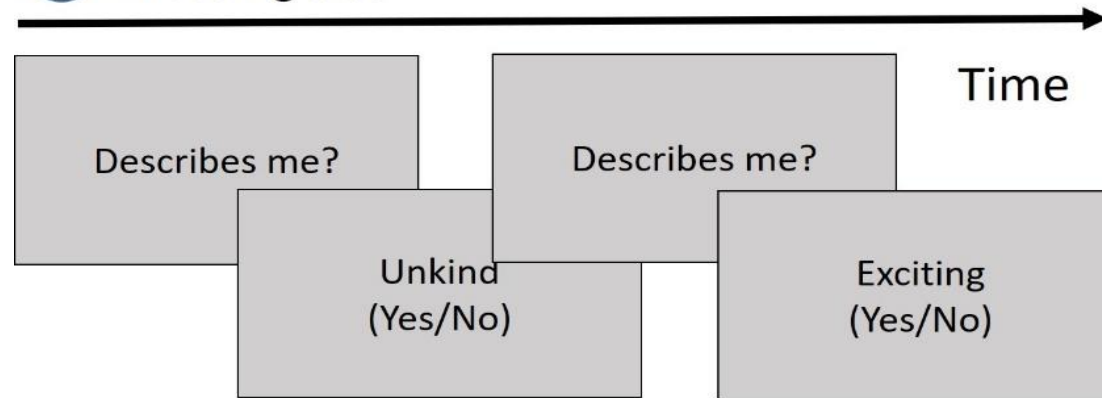 Time
Describes me?
Unkind
(Yes/No)
Describes me?
Exciting
(Yes/No)